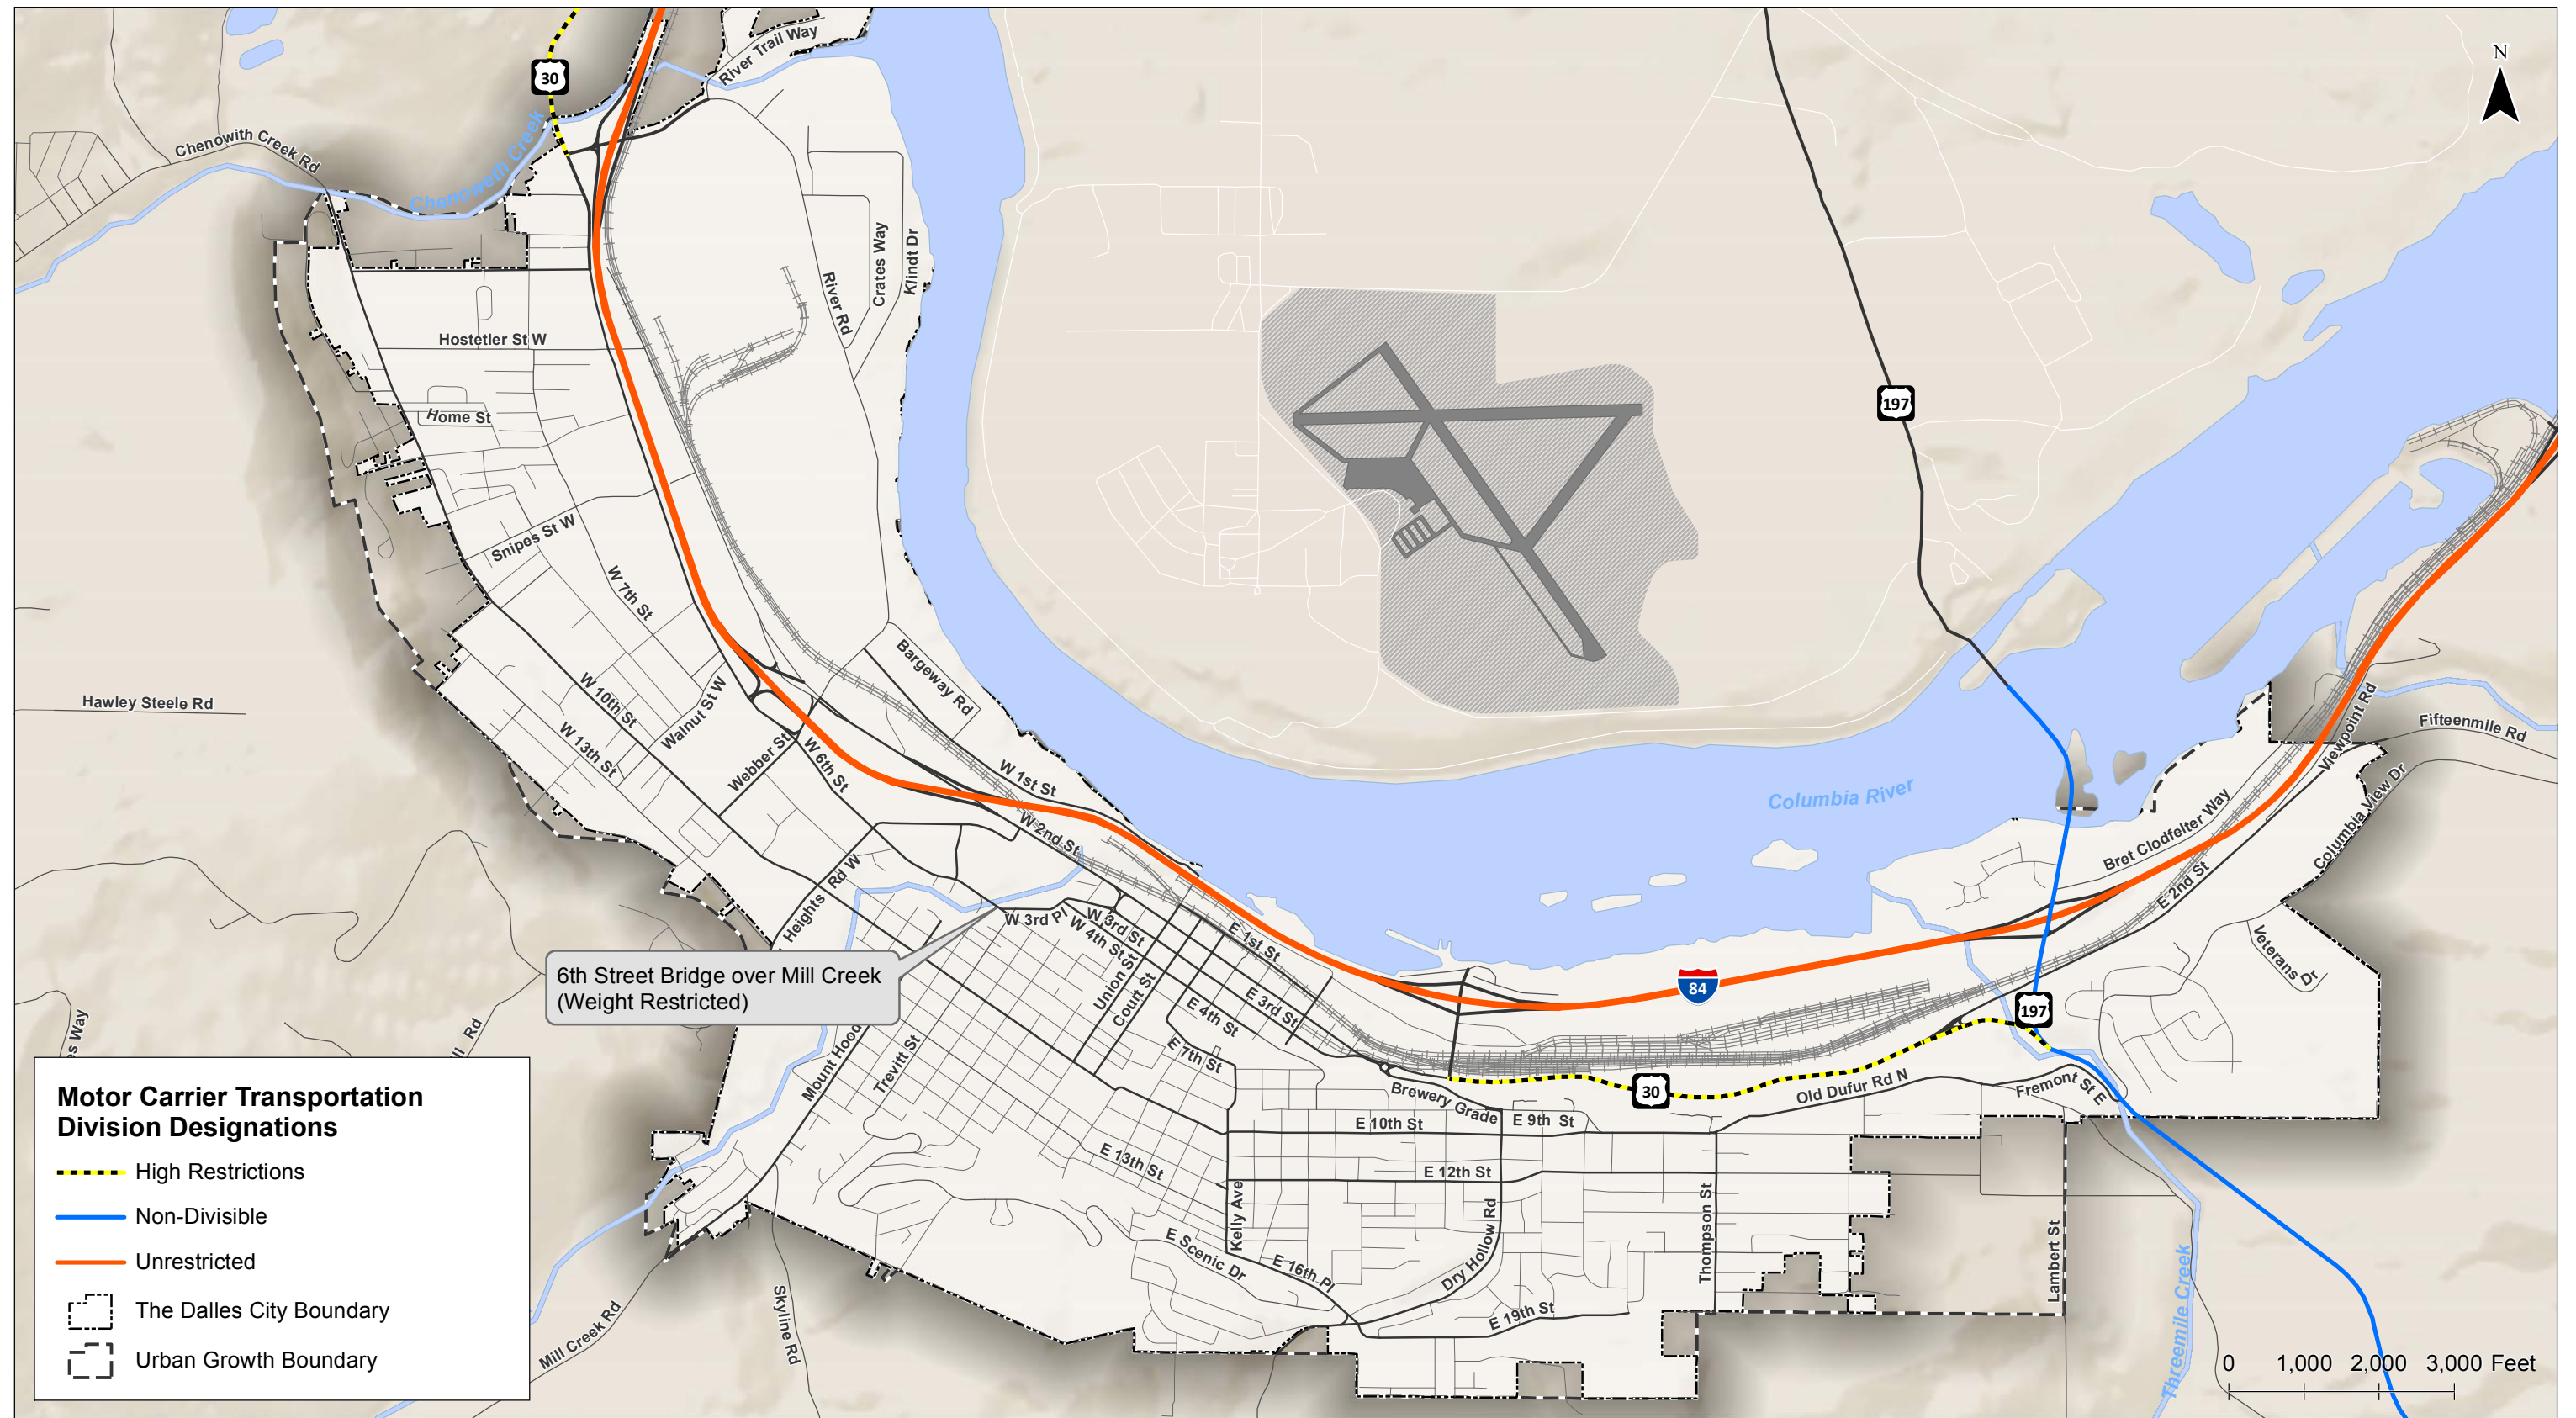 30
River Trail Way
N
Chenowith Creek Rd
Chenoweth Creek
Crates Way
Klindt Dr
River Rd
Hostetler St W
197
Home St
Snipes St W
W 7th St
Bargeway Rd
Hawley Steele Rd
W 10th St
Walnut St W
W 13th St
Webber St
W 6th St
W 1st St
W 2nd St
Columbia River
Viewpoint Rd
Fifteenmile Rd
Columbia View Dr
Bret Clodfelter Way
E 2nd St
Heights Rd W
W 3rd Pl
W 3rd St
W 4th St
E 1st St
Union St
Court St
Veterans Dr
6th Street Bridge over Mill Creek
(Weight Restricted)
84
197
E 3rd St
E 4th St
E 7th St
Mount Hood
Trevitt St
30
Brewery Grade
Old Dufur Rd N
Fremont St E
E 9th St
E 10th St
E 12th St
E 13th St
Kelly Ave
Dry Hollow Rd
Thompson St
Lambert St
E Scenic Dr
E 16th Pl
E 19th St
Skyline Rd
Mill Creek Rd
Threemile Creek
es Way
ll Rd
Motor Carrier Transportation
Division Designations
High Restrictions
Non-Divisible
Unrestricted
The Dalles City Boundary
Urban Growth Boundary
0 1,000 2,000 3,000 Feet